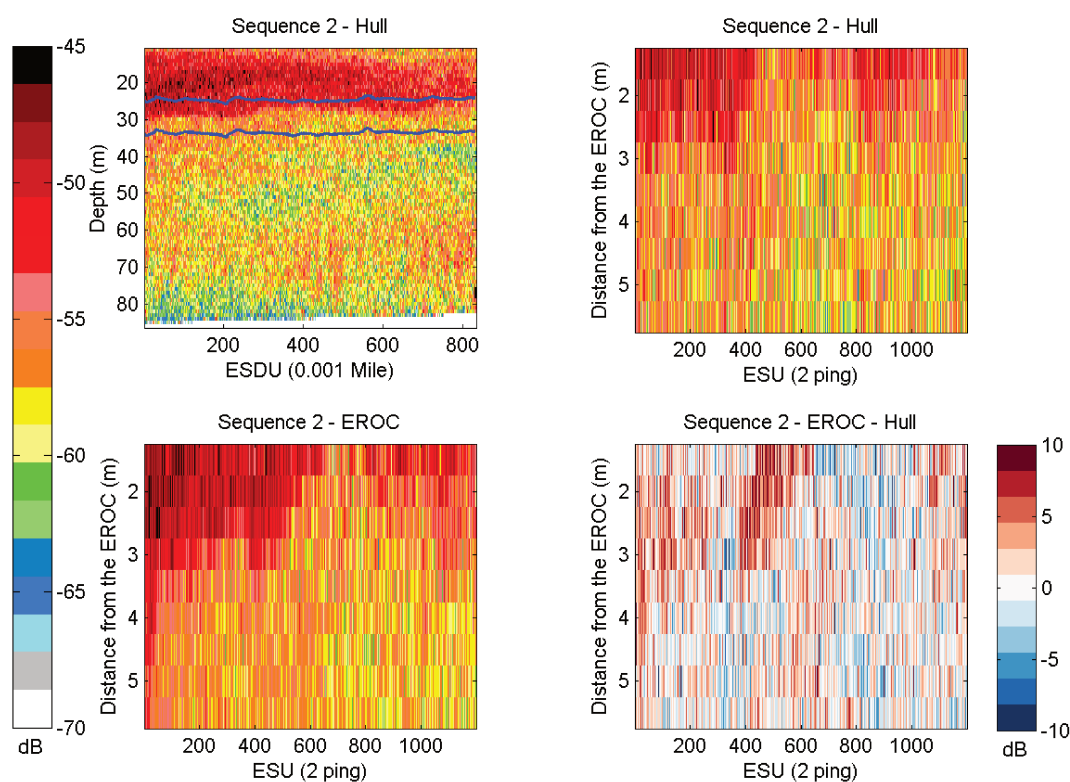 Sequence 2 - Hull
-45
-50
-55
-60
-65
-70
dB
Depth (m)
20
30
40
50
60
70
80
200 400 600 800
ESDU (0.001 Mile)
Sequence 2 - Hull
Distance from the EROC (m)
2
3
4
5
200 400 600 800 1000
ESU (2 ping)
Sequence 2 - EROC
Distance from the EROC (m)
2
3
4
5
200 400 600 800 1000
ESU (2 ping)
Sequence 2 - EROC - Hull
Distance from the EROC (m)
2
3
4
5
200 400 600 800 1000
ESU (2 ping)
10
5
0
-5
-10
dB